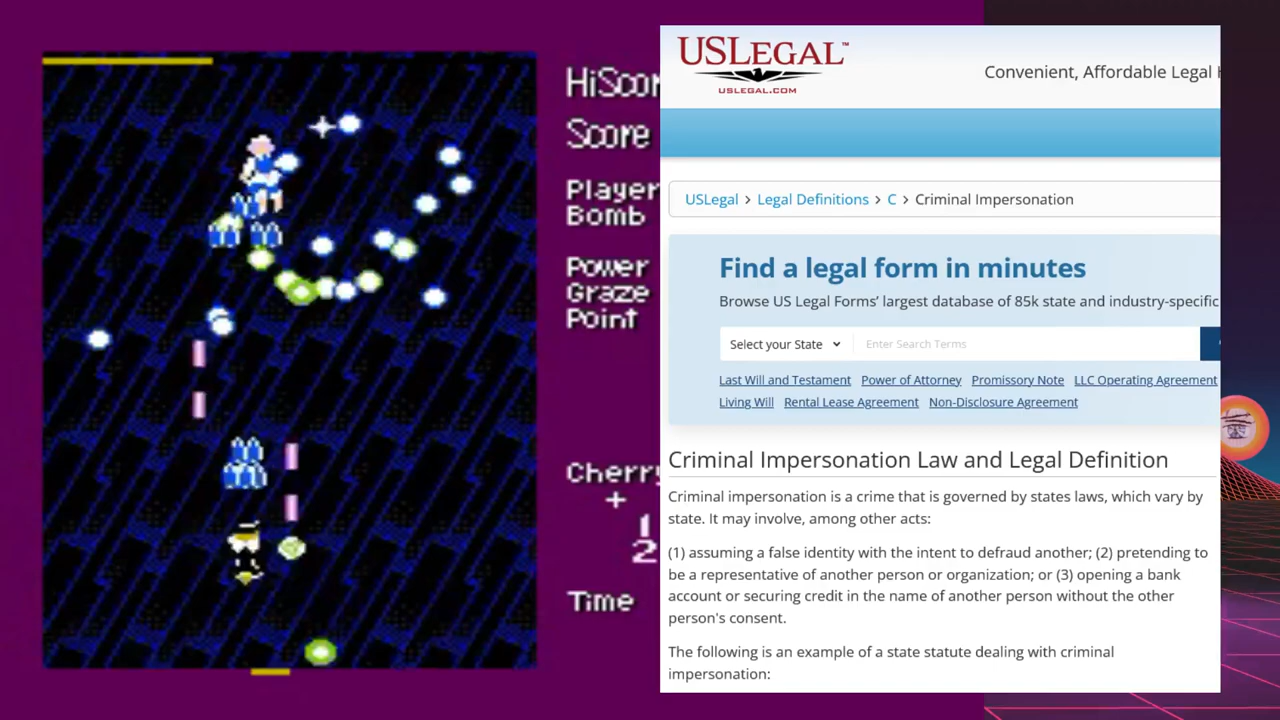 HiScor
Score
Player
Bomb
Power
Graze
Point
Cherry
+
1
2
Time
USLEGAL™
USLEGAL.COM
Convenient, Affordable Legal
USLegal > Legal Definitions > C > Criminal Impersonation
Find a legal form in minutes
Browse US Legal Forms’ largest database of 85k state and industry-specific
Select your State Enter Search Terms
Last Will and Testament Power of Attorney Promissory Note LLC Operating Agreement
Living Will Rental Lease Agreement Non-Disclosure Agreement
Criminal Impersonation Law and Legal Definition
Criminal impersonation is a crime that is governed by states laws, which vary by
state. It may involve, among other acts:
(1) assuming a false identity with the intent to defraud another; (2) pretending to
be a representative of another person or organization; or (3) opening a bank
account or securing credit in the name of another person without the other
person's consent.
The following is an example of a state statute dealing with criminal
impersonation: